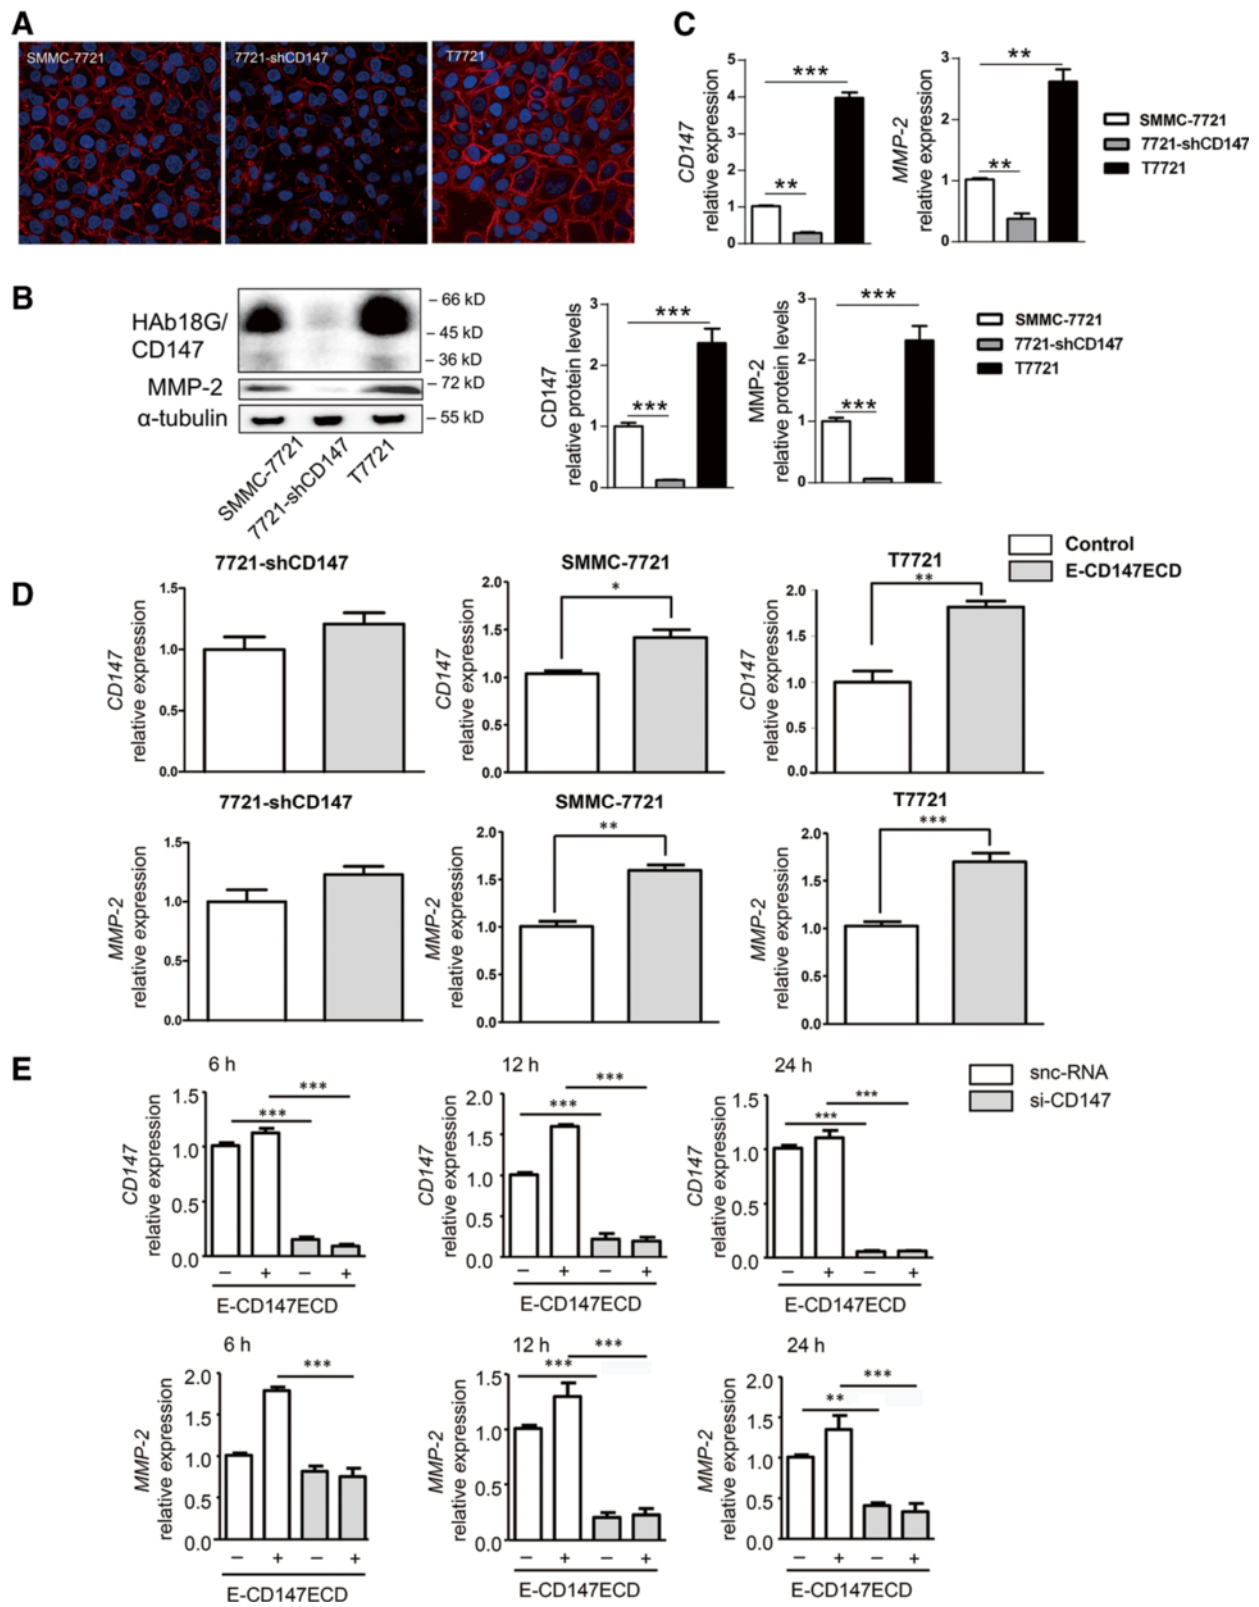 A
SMMC-7721
7721-shCD147
T7721
C
CD147
relative expression
5
4
2
0
***
**
MMP-2
relative expression
3
2
1
0
**
**
SMMC-7721
7721-shCD147
T7721
B
HAb18G/
CD147
MMP-2
α-tubulin
– 66 kD
– 45 kD
– 36 kD
– 72 kD
– 55 kD
SMMC-7721
7721-shCD147
T7721
CD147
relative protein levels
3
2
1
0
***
***
MMP-2
relative protein levels
3
2
1
0
***
***
SMMC-7721
7721-shCD147
T7721
Control
E-CD147ECD
D
7721-shCD147
CD147
relative expression
1.5
1.0
0.5
0.0
SMMC-7721
CD147
relative expression
2.0
1.5
1.0
0.5
0.0
*
T7721
CD147
relative expression
2.0
1.5
1.0
0.5
0.0
**
7721-shCD147
MMP-2
relative expression
1.5
1.0
0.5
0.0
SMMC-7721
MMP-2
relative expression
2.0
1.5
1.0
0.5
0.0
**
T7721
MMP-2
relative expression
2.0
1.5
1.0
0.5
0.0
***
E
snc-RNA
si-CD147
6 h
CD147
relative expression
1.5
1.0
0.5
0.0
***
***
– + – +
E-CD147ECD
12 h
CD147
relative expression
2.0
1.5
1.0
0.5
0.0
***
***
– + – +
E-CD147ECD
24 h
CD147
relative expression
1.5
1.0
0.5
0.0
***
***
– + – +
E-CD147ECD
6 h
MMP-2
relative expression
2.0
1.5
1.0
0.5
0.0
***
– + – +
E-CD147ECD
12 h
MMP-2
relative expression
1.5
1.0
0.5
0.0
***
***
– + – +
E-CD147ECD
24 h
MMP-2
relative expression
2.0
1.5
1.0
0.5
0.0
**
***
– + – +
E-CD147ECD